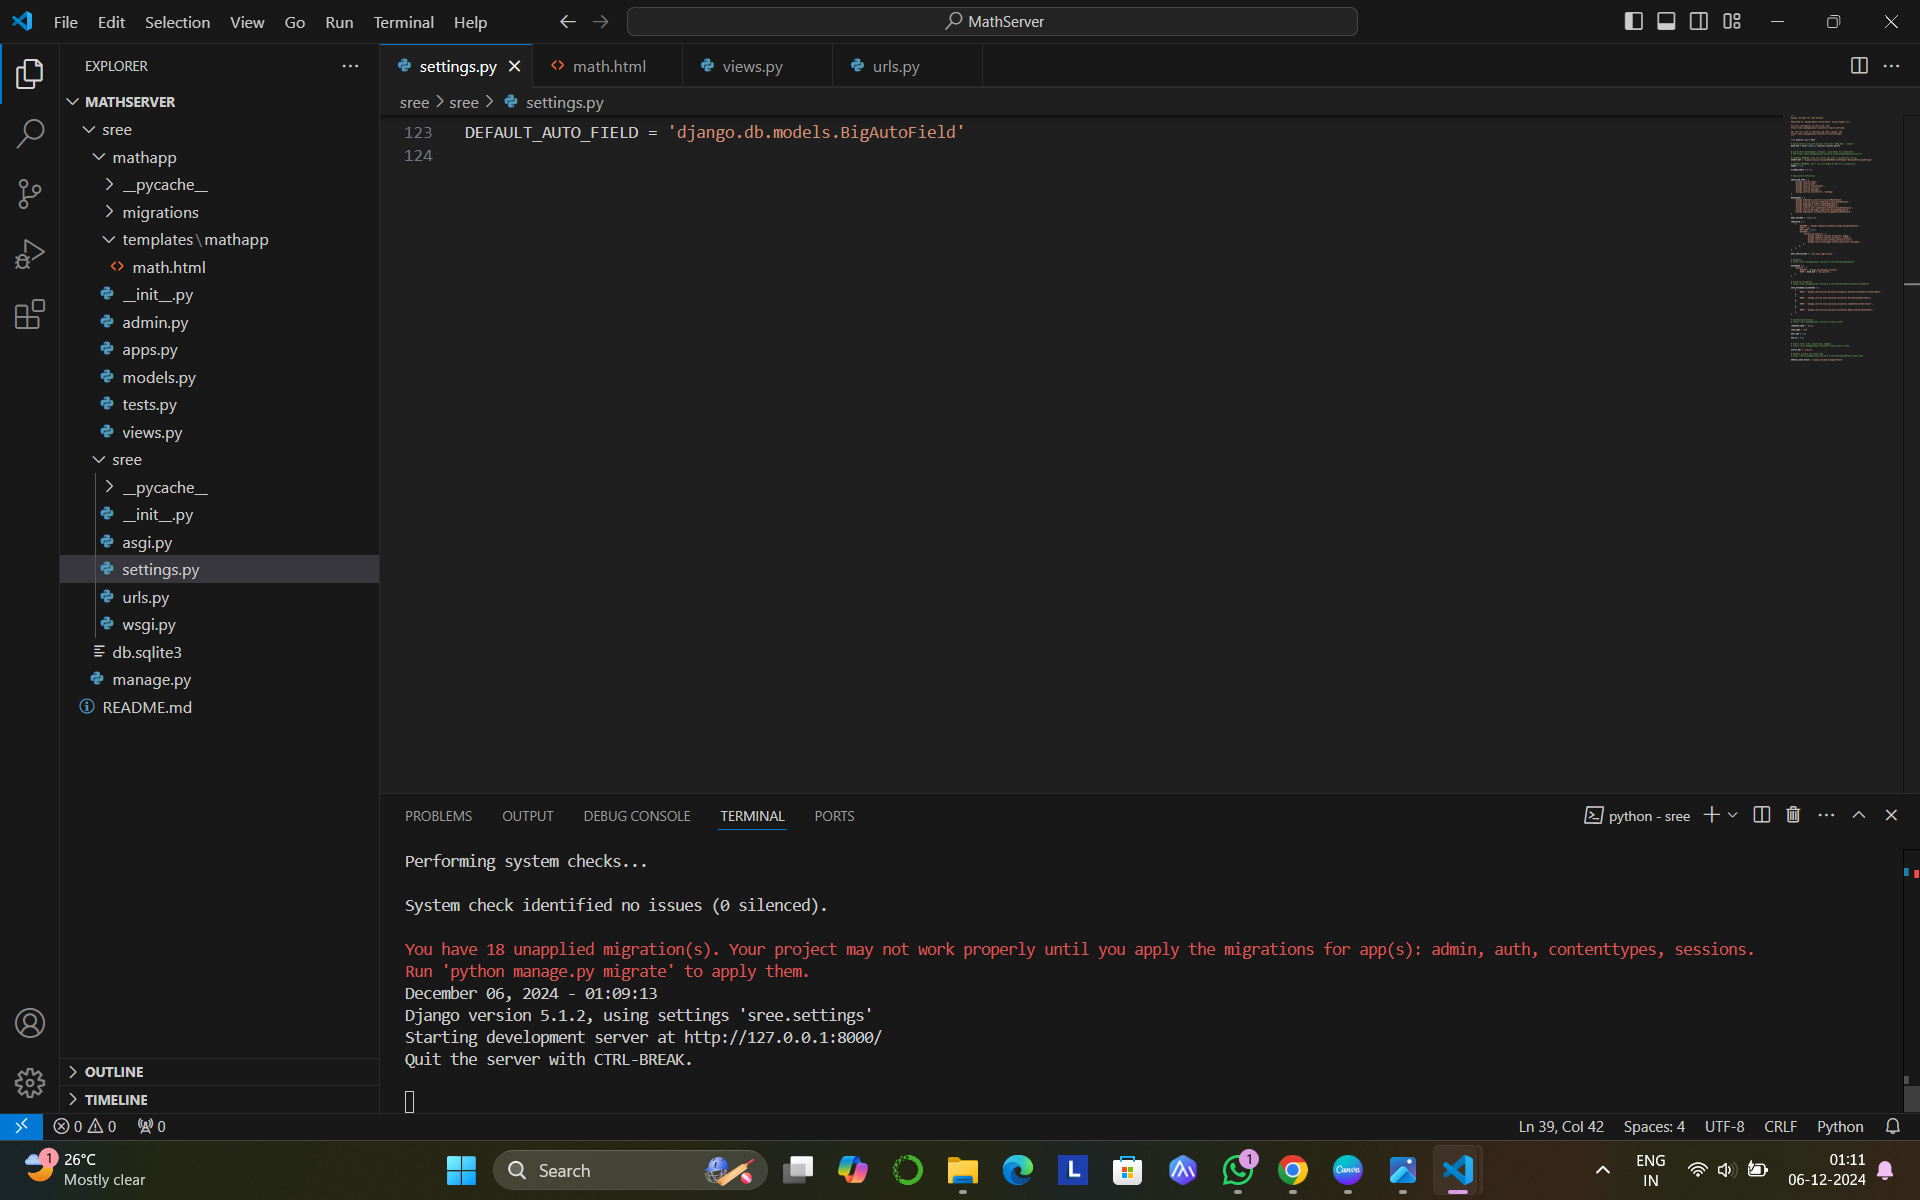 File Edit Selection View Go Run Terminal Help
MathServer
EXPLORER
MATHSERVER
sree
mathapp
__pycache__
migrations
templates\mathapp
math.html
__init__.py
admin.py
apps.py
models.py
tests.py
views.py
sree
__pycache__
__init__.py
asgi.py
settings.py
urls.py
wsgi.py
db.sqlite3
manage.py
README.md
OUTLINE
TIMELINE
settings.py math.html views.py urls.py
sree > sree > settings.py
123 DEFAULT_AUTO_FIELD = 'django.db.models.BigAutoField'
124
PROBLEMS OUTPUT DEBUG CONSOLE TERMINAL PORTS
python - sree
Performing system checks...
System check identified no issues (0 silenced).
You have 18 unapplied migration(s). Your project may not work properly until you apply the migrations for app(s): admin, auth, contenttypes, sessions.
Run 'python manage.py migrate' to apply them.
December 06, 2024 - 01:09:13
Django version 5.1.2, using settings 'sree.settings'
Starting development server at http://127.0.0.1:8000/
Quit the server with CTRL-BREAK.
0 0 0
Ln 39, Col 42 Spaces: 4 UTF-8 CRLF Python
1
26°C
Mostly clear
Search
L
Canva
1
ENG
IN
01:11
06-12-2024